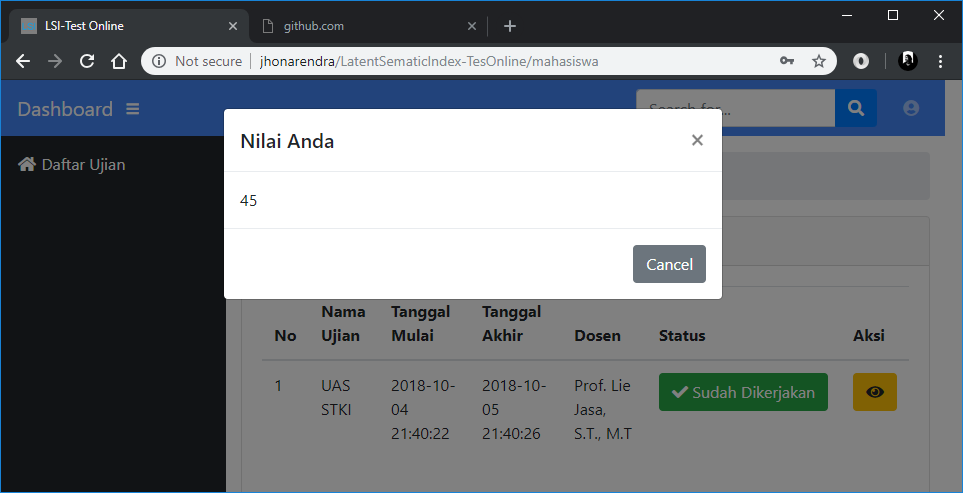 LSI-Test Online
github.com
Not secure
jhonarendra/LatentSematicIndex-TesOnline/mahasiswa
Dashboard
Search for...
Nilai Anda
×
45
Cancel
Daftar Ujian
No
Nama
Ujian
Tanggal
Mulai
Tanggal
Akhir
Dosen
Status
Aksi
1
UAS
STKI
2018-10-
04
21:40:22
2018-10-
05
21:40:26
Prof. Lie
Jasa,
S.T., M.T
Sudah Dikerjakan